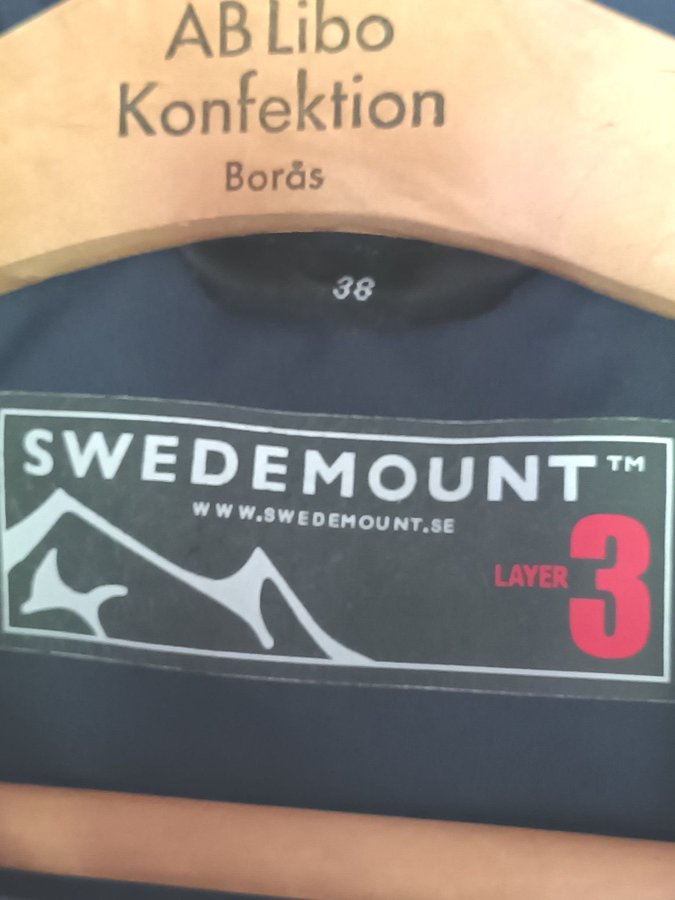 AB Libo
Konfektion
Borås
38
SWEDEMOUNT™
WWW.SWEDEMOUNT.SE
LAYER 3